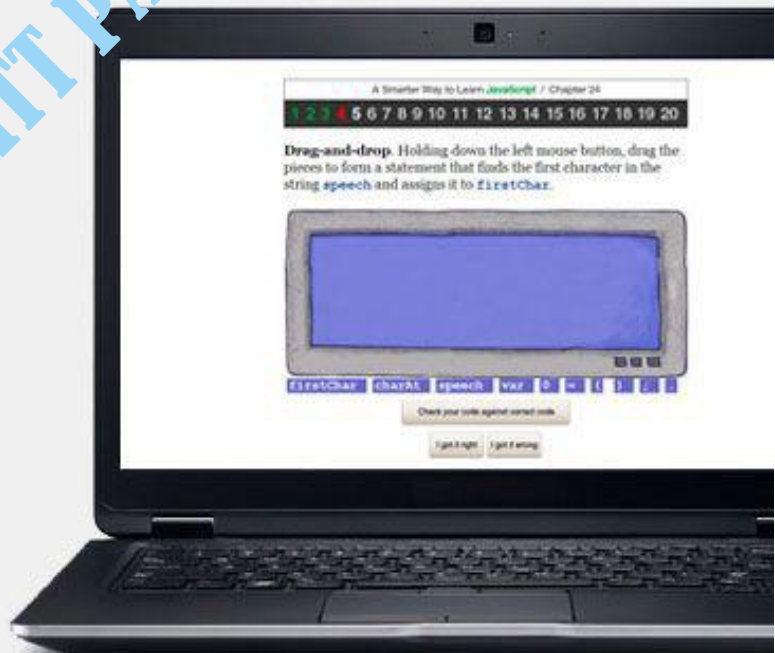 A Smarter Way to Learn JavaScript / Chapter 24
1 2 3 4 5 6 7 8 9 10 11 12 13 14 15 16 17 18 19 20
Drag-and-drop. Holding down the left mouse button, drag the
pieces to form a statement that finds the first character in the
string speech and assigns it to firstChar.
firstChar charAt speech var 0 = ( ) ; .
Check your code against correct code
I got it right I got it wrong